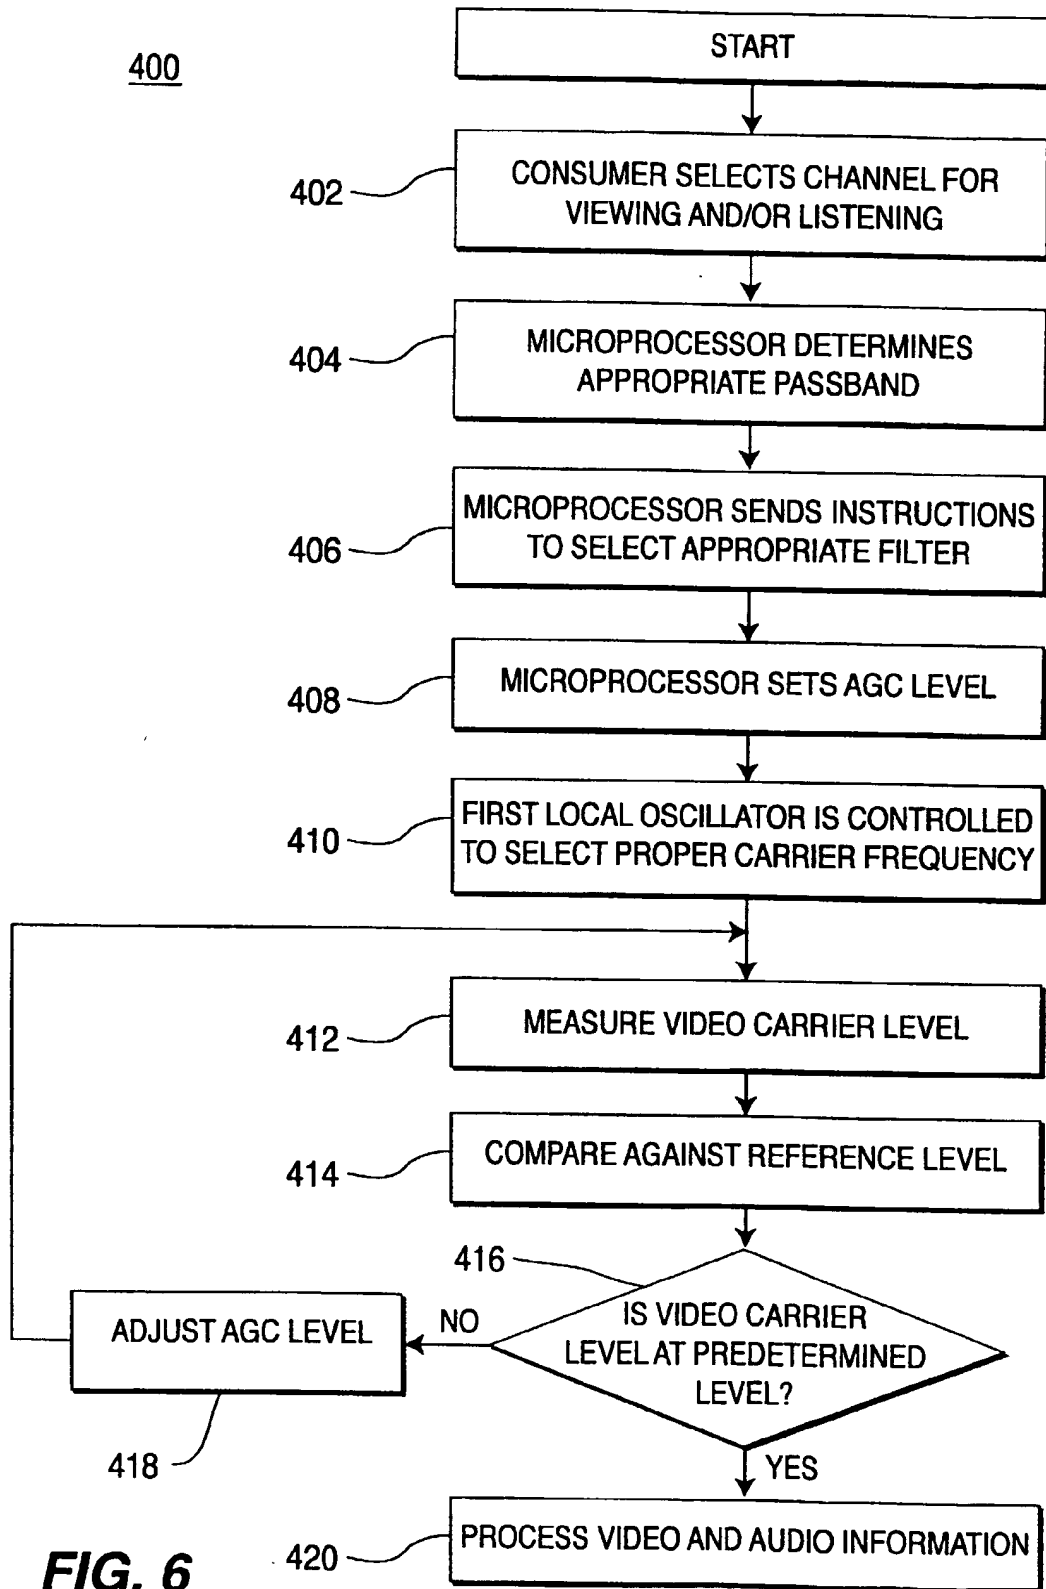 400
START
402
CONSUMER SELECTS CHANNEL FOR
VIEWING AND/OR LISTENING
404
MICROPROCESSOR DETERMINES
APPROPRIATE PASSBAND
406
MICROPROCESSOR SENDS INSTRUCTIONS
TO SELECT APPROPRIATE FILTER
408
MICROPROCESSOR SETS AGC LEVEL
410
FIRST LOCAL OSCILLATOR IS CONTROLLED
TO SELECT PROPER CARRIER FREQUENCY
412
MEASURE VIDEO CARRIER LEVEL
414
COMPARE AGAINST REFERENCE LEVEL
416
IS VIDEO CARRIER
LEVEL AT PREDETERMINED
LEVEL?
NO
ADJUST AGC LEVEL
418
YES
420
PROCESS VIDEO AND AUDIO INFORMATION
FIG. 6